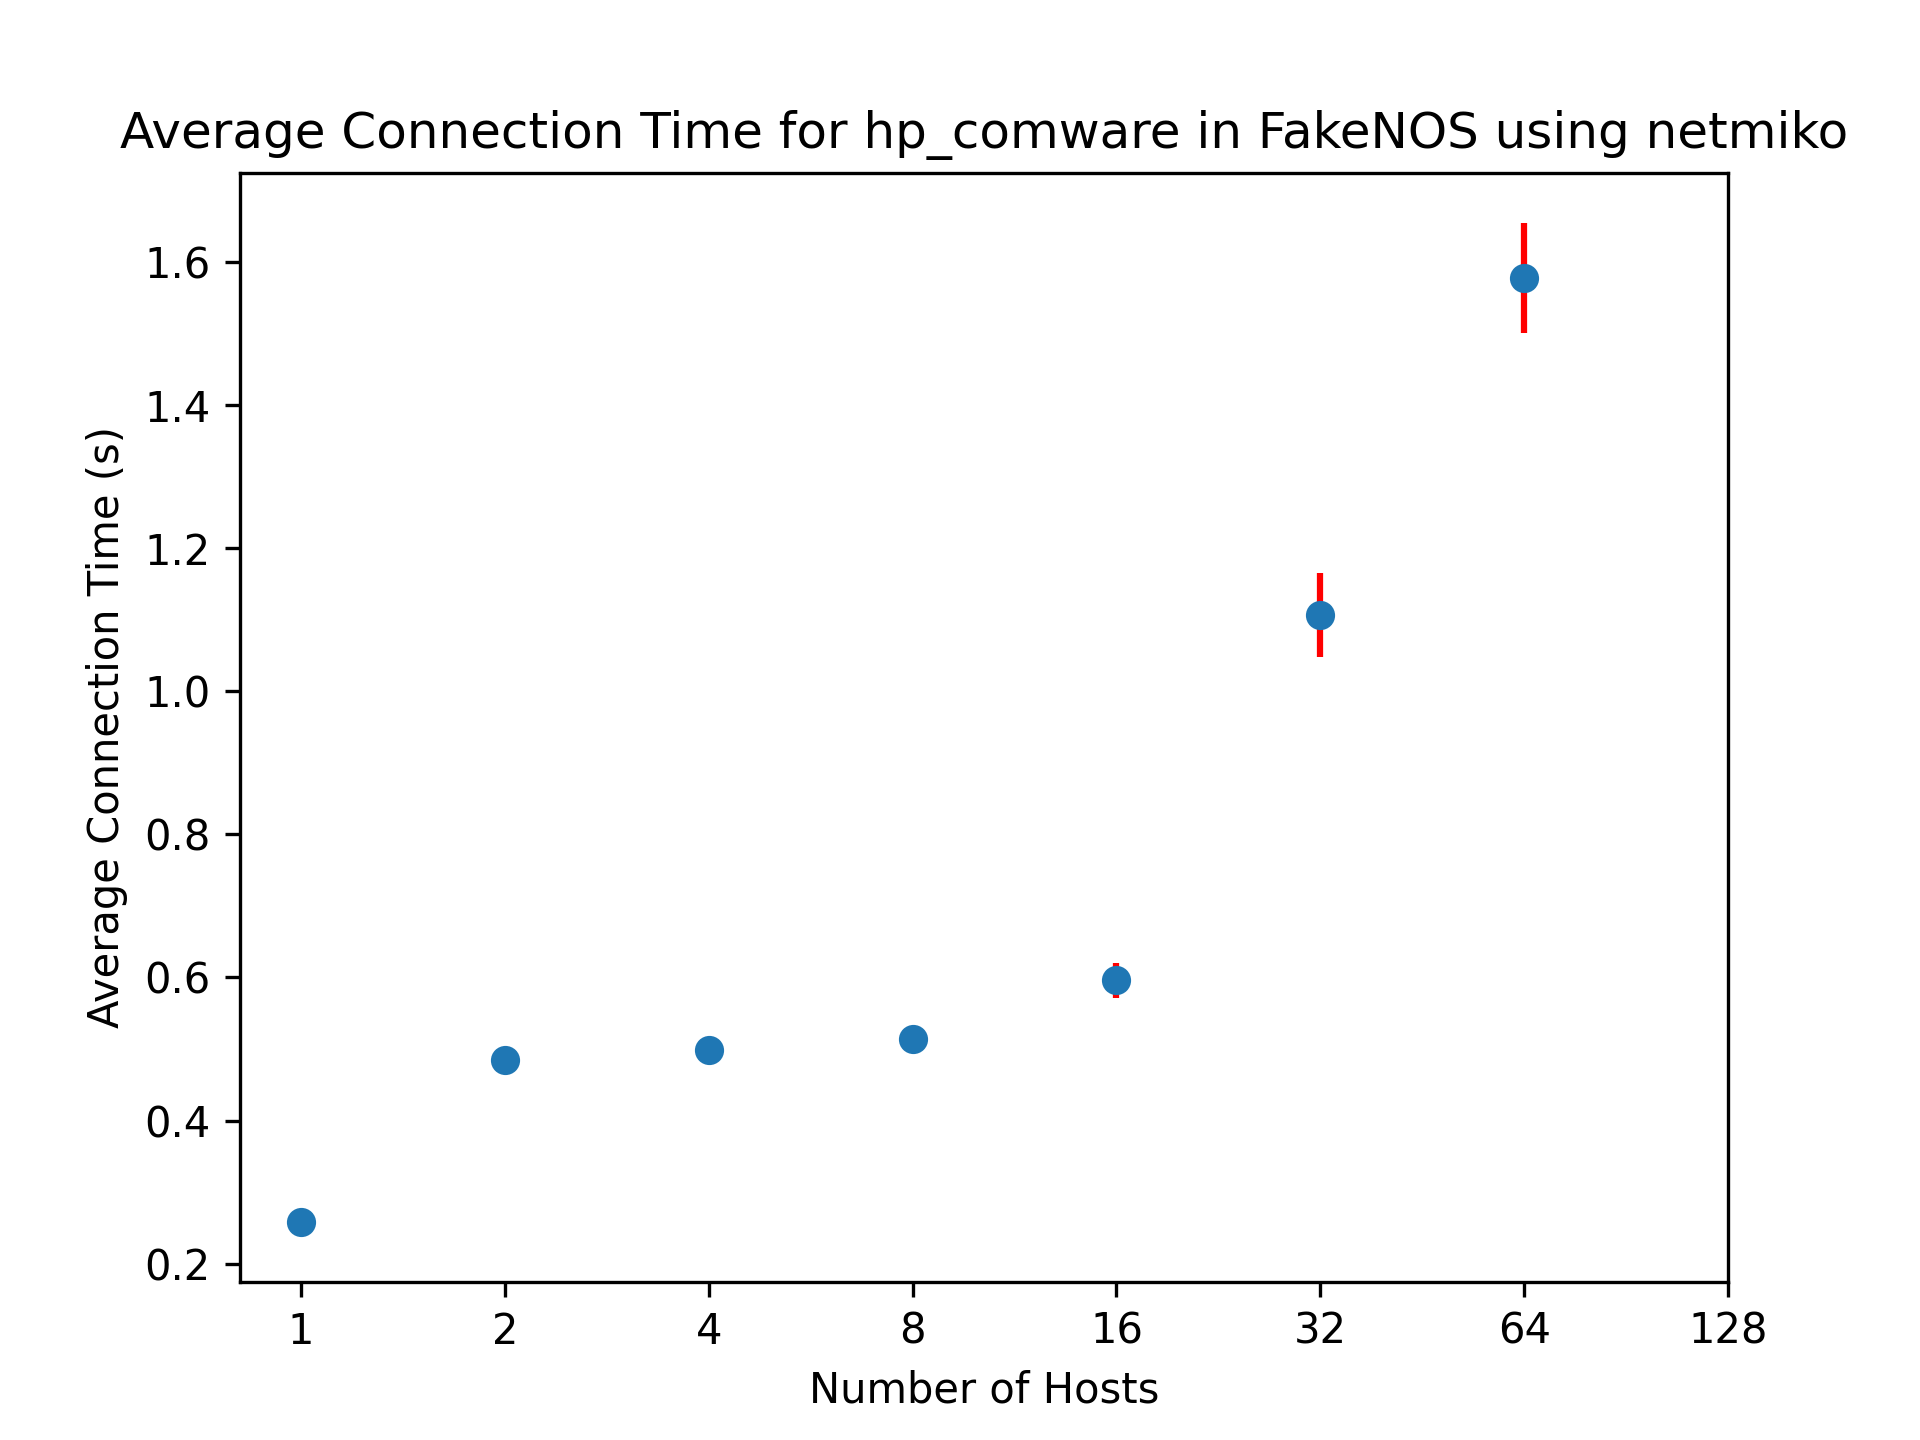 Average Connection Time for hp_comware in FakeNOS using netmiko
Average Connection Time (s)
1.6
1.4
1.2
1.0
0.8
0.6
0.4
0.2
1 2 4 8 16 32 64 128
Number of Hosts